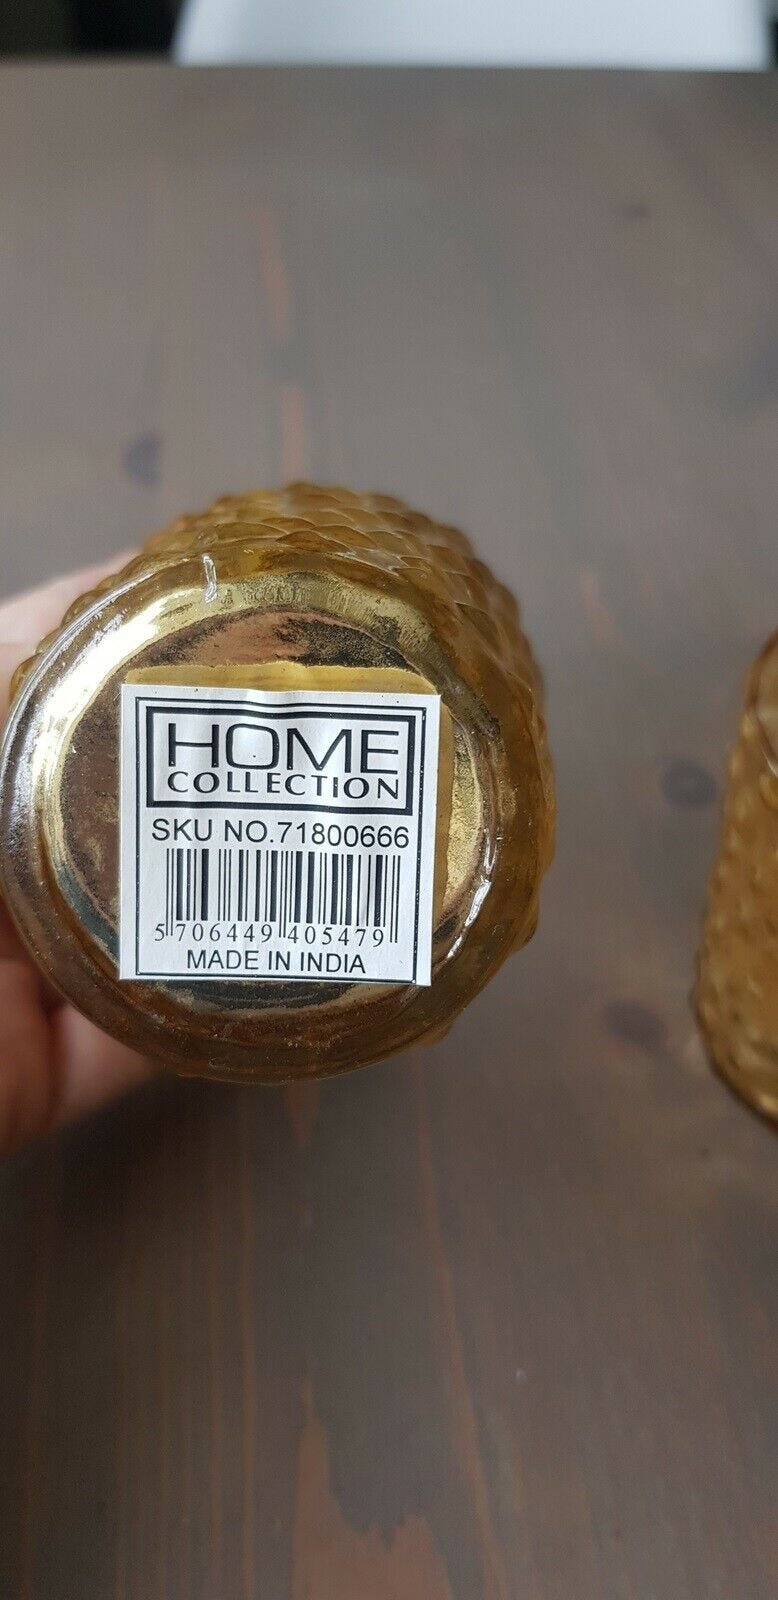 HOME
COLLECTION
SKU NO.71800666
5 706449 405479
MADE IN INDIA